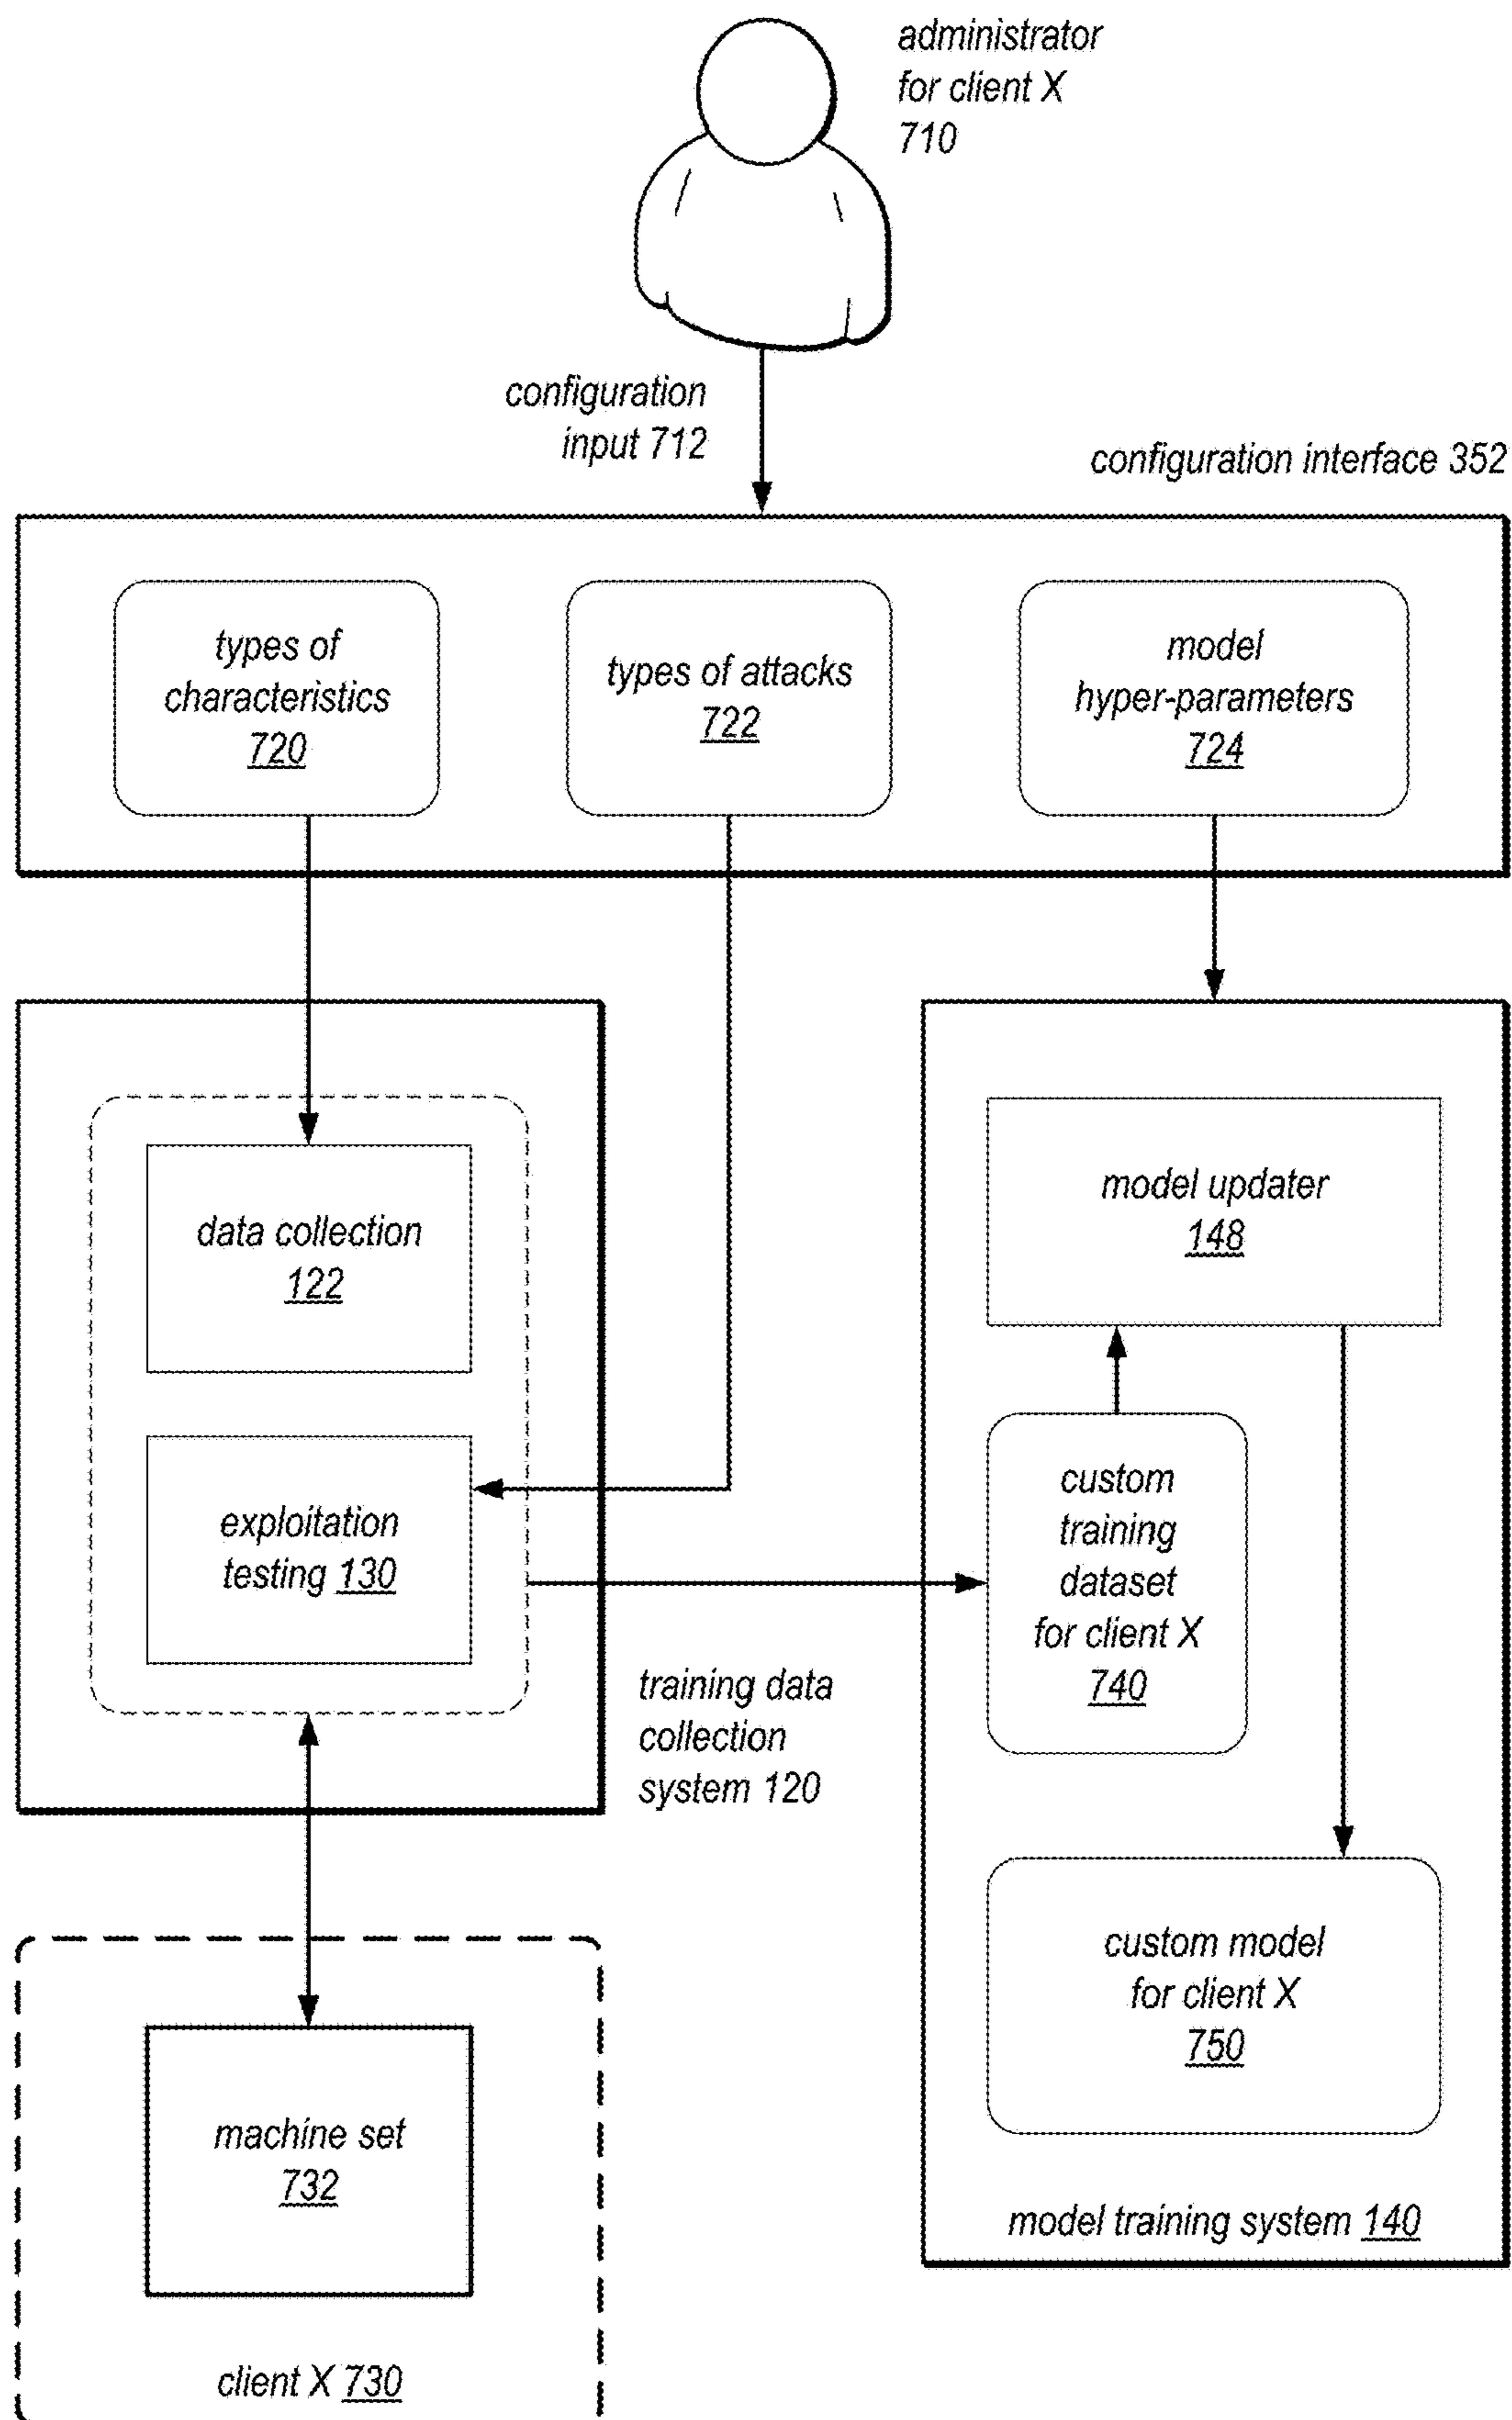 administrator
for client X
710
configuration
input 712
configuration interface 352
types of
characteristics
720
types of attacks
722
model
hyper-parameters
724
data collection
122
exploitation
testing 130
training data
collection
system 120
model updater
148
custom
training
dataset
for client X
740
custom model
for client X
750
model training system 140
machine set
732
client X 730